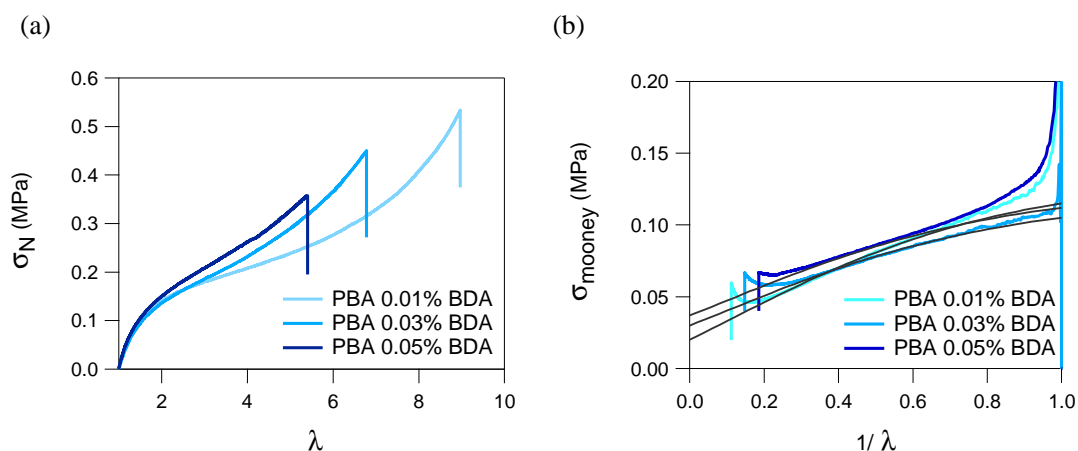 (a)
(b)
0.6
0.5
0.4
0.3
0.2
0.1
0.0
σN (MPa)
PBA 0.01% BDA
PBA 0.03% BDA
PBA 0.05% BDA
2 4 6 8 10
λ
0.20
0.15
0.10
0.05
0.00
σmooney (MPa)
PBA 0.01% BDA
PBA 0.03% BDA
PBA 0.05% BDA
0.0 0.2 0.4 0.6 0.8 1.0
1/ λ